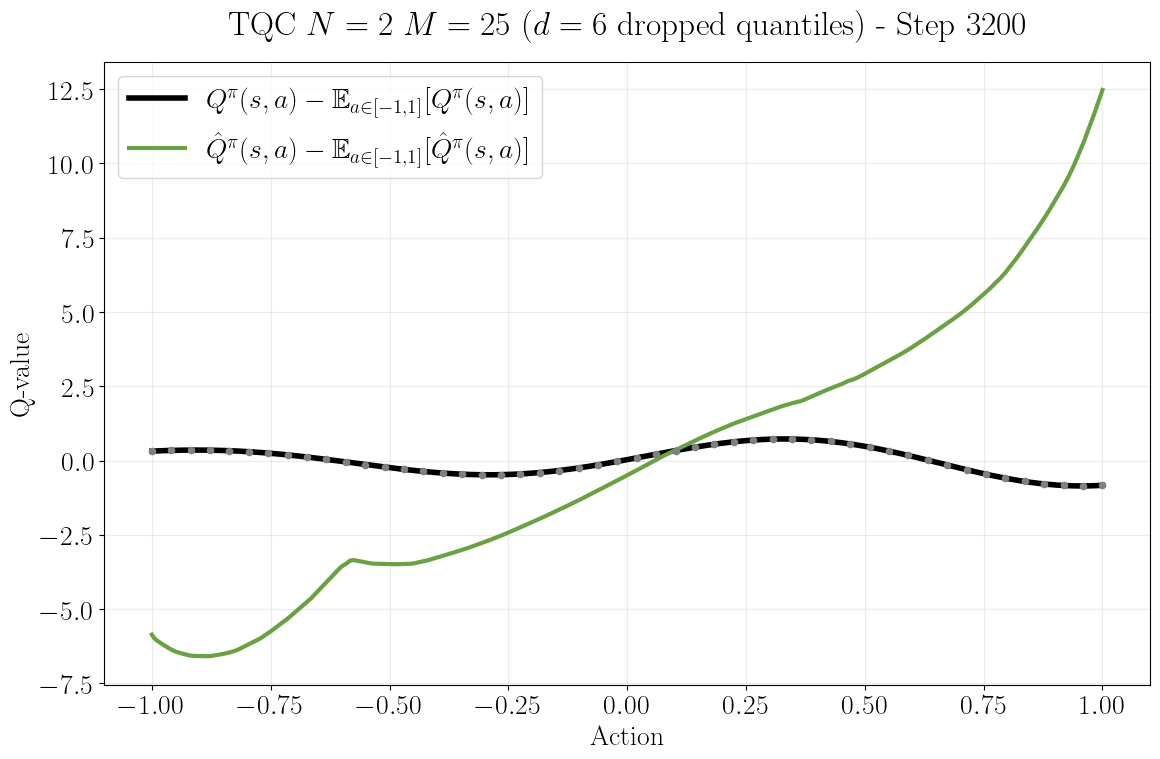 TQC N = 2 M = 25 (d = 6 dropped quantiles) - Step 3200
Q^π(s, a) − 𝔼_{a∈[−1,1]}[Q^π(s, a)]
Q̂^π(s, a) − 𝔼_{a∈[−1,1]}[Q̂^π(s, a)]
12.5
10.0
7.5
5.0
2.5
0.0
−2.5
−5.0
−7.5
Q-value
−1.00 −0.75 −0.50 −0.25 0.00 0.25 0.50 0.75 1.00
Action